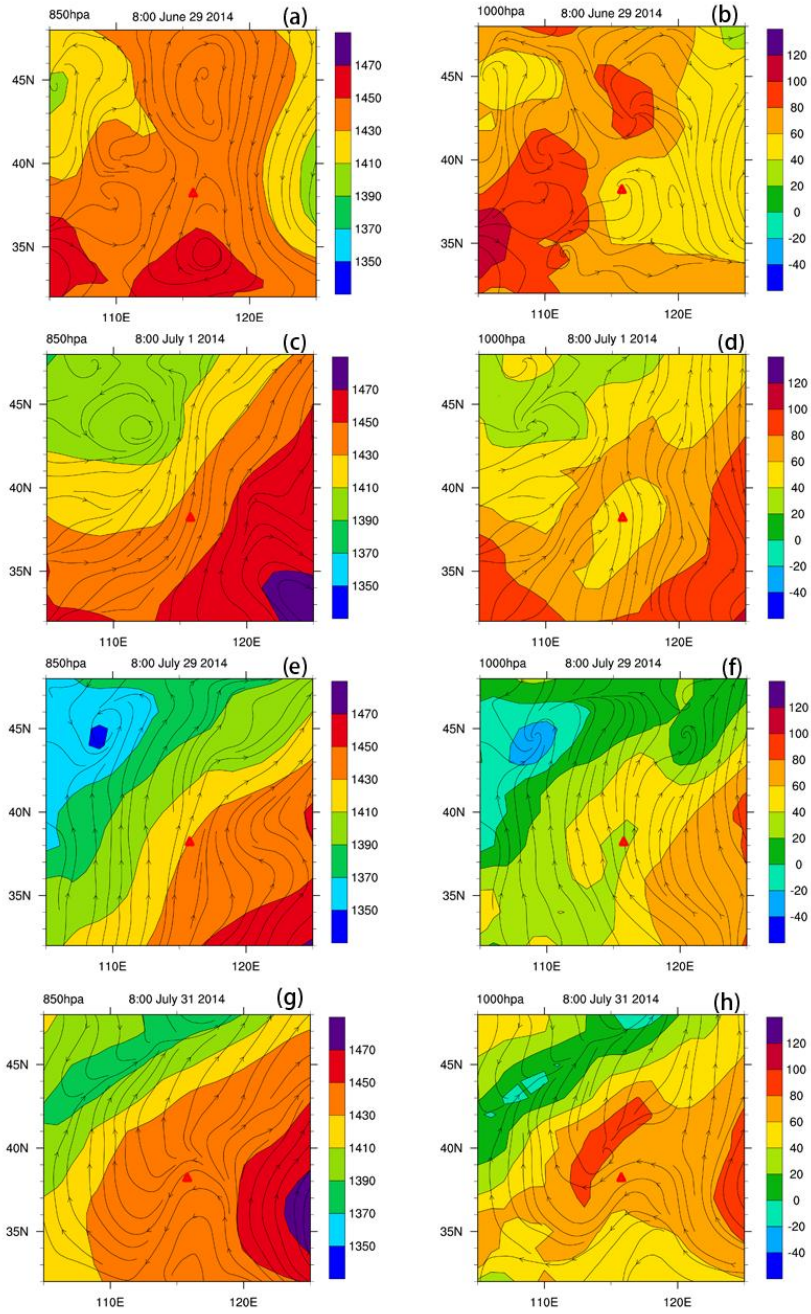 850hpa 8:00 June 29 2014 (a)
45N
40N
35N
110E 120E
1470
1450
1430
1410
1390
1370
1350
1000hpa 8:00 June 29 2014 (b)
45N
40N
35N
110E 120E
120
100
80
60
40
20
0
-20
-40
-60
850hpa 8:00 July 1 2014 (c)
45N
40N
35N
110E 120E
1470
1450
1430
1410
1390
1370
1350
1000hpa 8:00 July 1 2014 (d)
45N
40N
35N
110E 120E
120
100
80
60
40
20
0
-20
-40
850hpa 8:00 July 29 2014 (e)
45N
40N
35N
110E 120E
1470
1450
1430
1410
1390
1370
1350
1000hpa 8:00 July 29 2014 (f)
45N
40N
35N
110E 120E
120
100
80
60
40
20
0
-20
-40
850hpa 8:00 July 31 2014 (g)
45N
40N
35N
110E 120E
1470
1450
1430
1410
1390
1370
1350
1000hpa 8:00 July 31 2014 (h)
45N
40N
35N
110E 120E
120
100
80
60
40
20
0
-20
-40